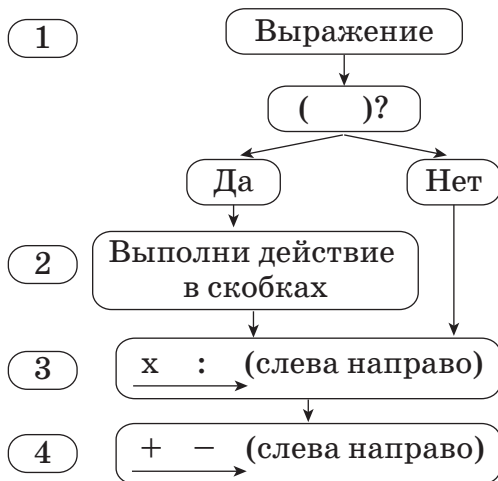 1
Выражение
( )?
Да
Нет
2
Выполни действие
в скобках
3
х : (слева направо)
4
+ − (слева направо)